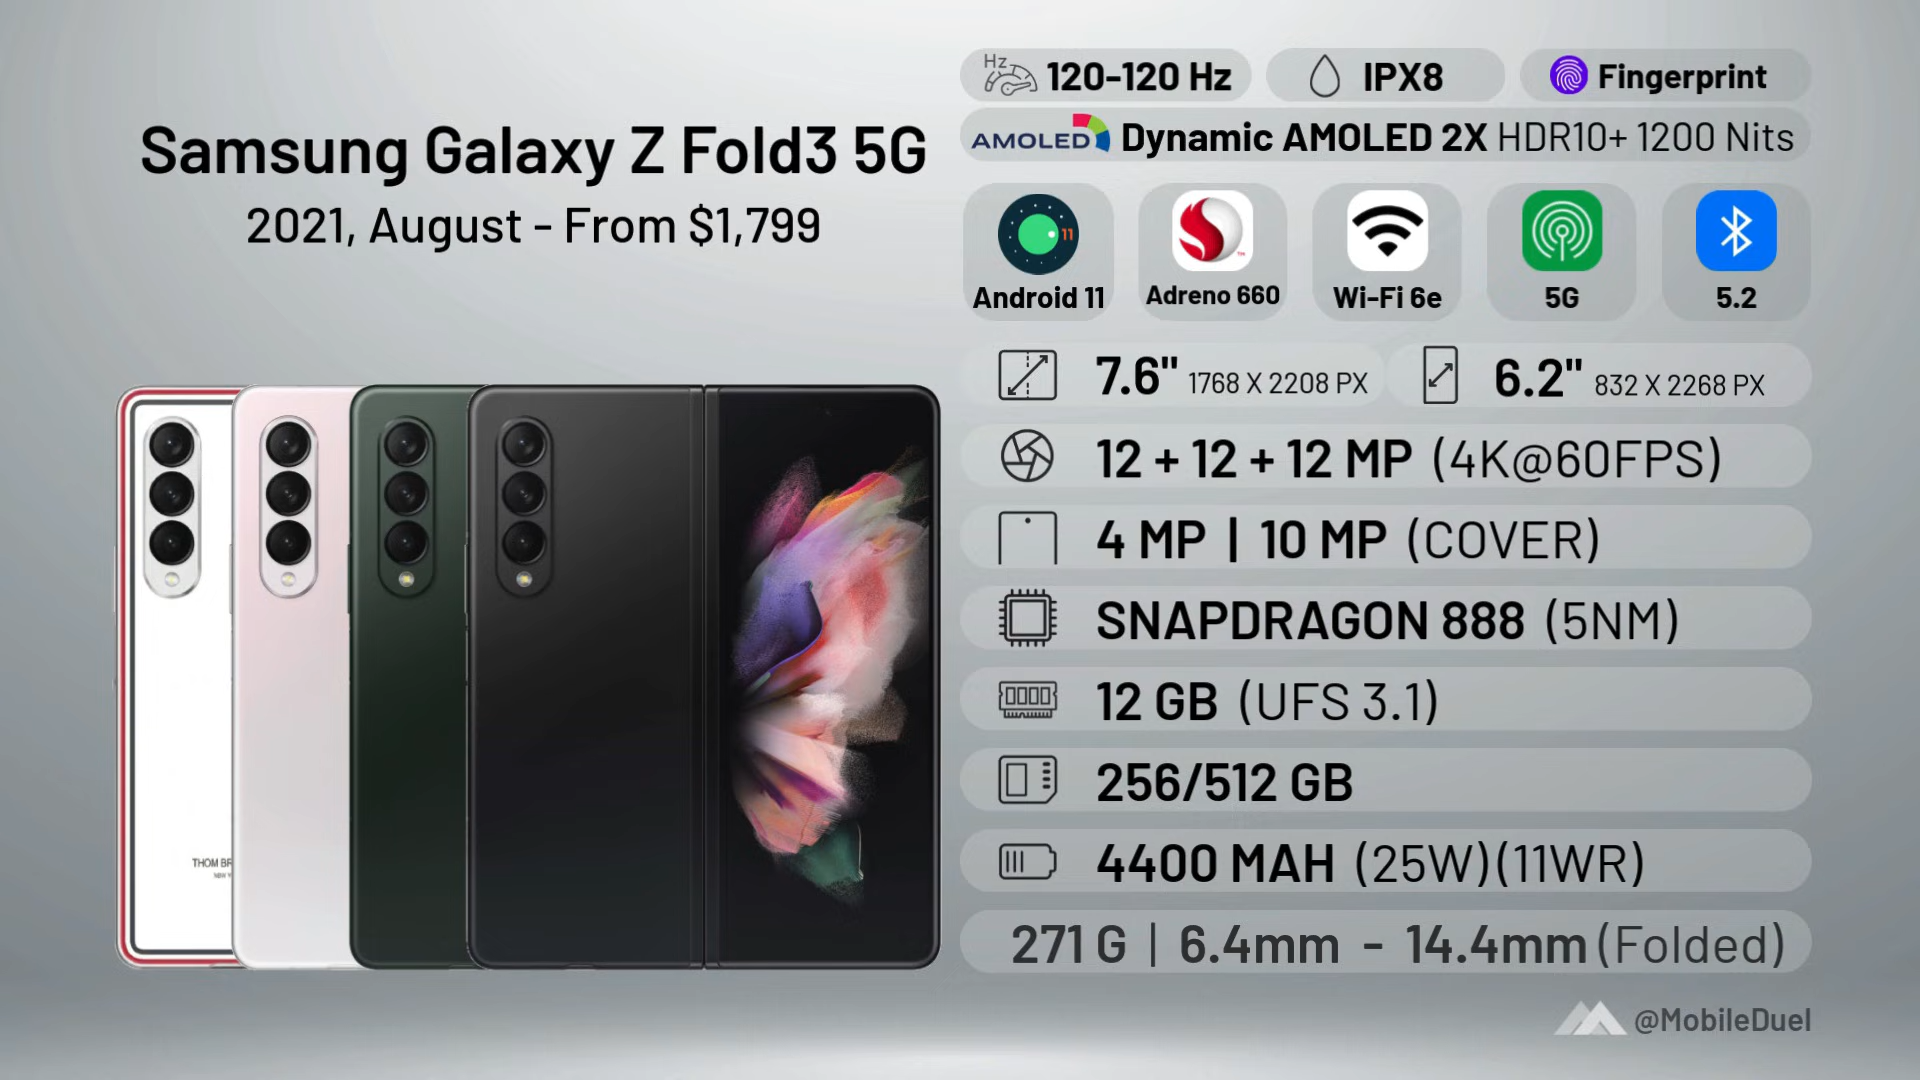 Samsung Galaxy Z Fold3 5G
2021, August - From $1,799
THOM BR
NEW Y
Hz 120-120 Hz
IPX8
Fingerprint
AMOLED Dynamic AMOLED 2X HDR10+ 1200 Nits
11
Android 11
Adreno 660
Wi-Fi 6e
5G
5.2
7.6" 1768 X 2208 PX
6.2" 832 X 2268 PX
12 + 12 + 12 MP (4K@60FPS)
4 MP | 10 MP (COVER)
SNAPDRAGON 888 (5NM)
12 GB (UFS 3.1)
256/512 GB
4400 MAH (25W)(11WR)
271 G | 6.4mm - 14.4mm (Folded)
@MobileDuel